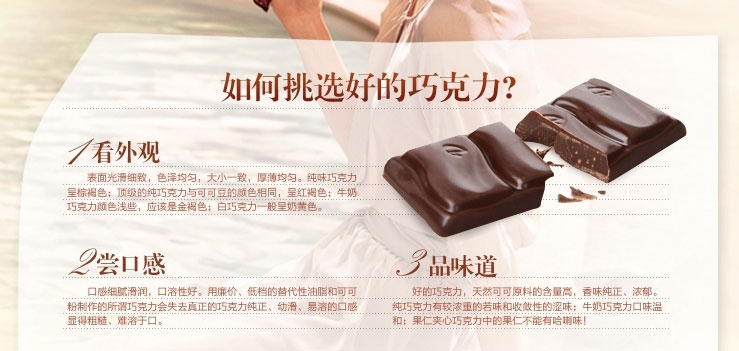 如何挑选好的巧克力?
1看外观
表面光滑细致，色泽均匀，大小一致，厚薄均匀。纯味巧克力
呈棕褐色；顶级的纯巧克力与可可豆的颜色相同，呈红褐色；牛奶
巧克力颜色浅些，应该是金褐色；白巧克力一般呈奶黄色。
2尝口感
口感细腻滑润，口溶性好。用廉价、低档的替代性油脂和可可
粉制作的所谓巧克力会失去真正的巧克力纯正、幼滑、易溶的口感
显得粗糙、难溶于口。
3品味道
好的巧克力，天然可可原料的含量高，香味纯正、浓郁。
纯巧克力有较浓重的苦味和收敛性的涩味；牛奶巧克力口味温
和；果仁夹心巧克力中的果仁不能有哈喇味!